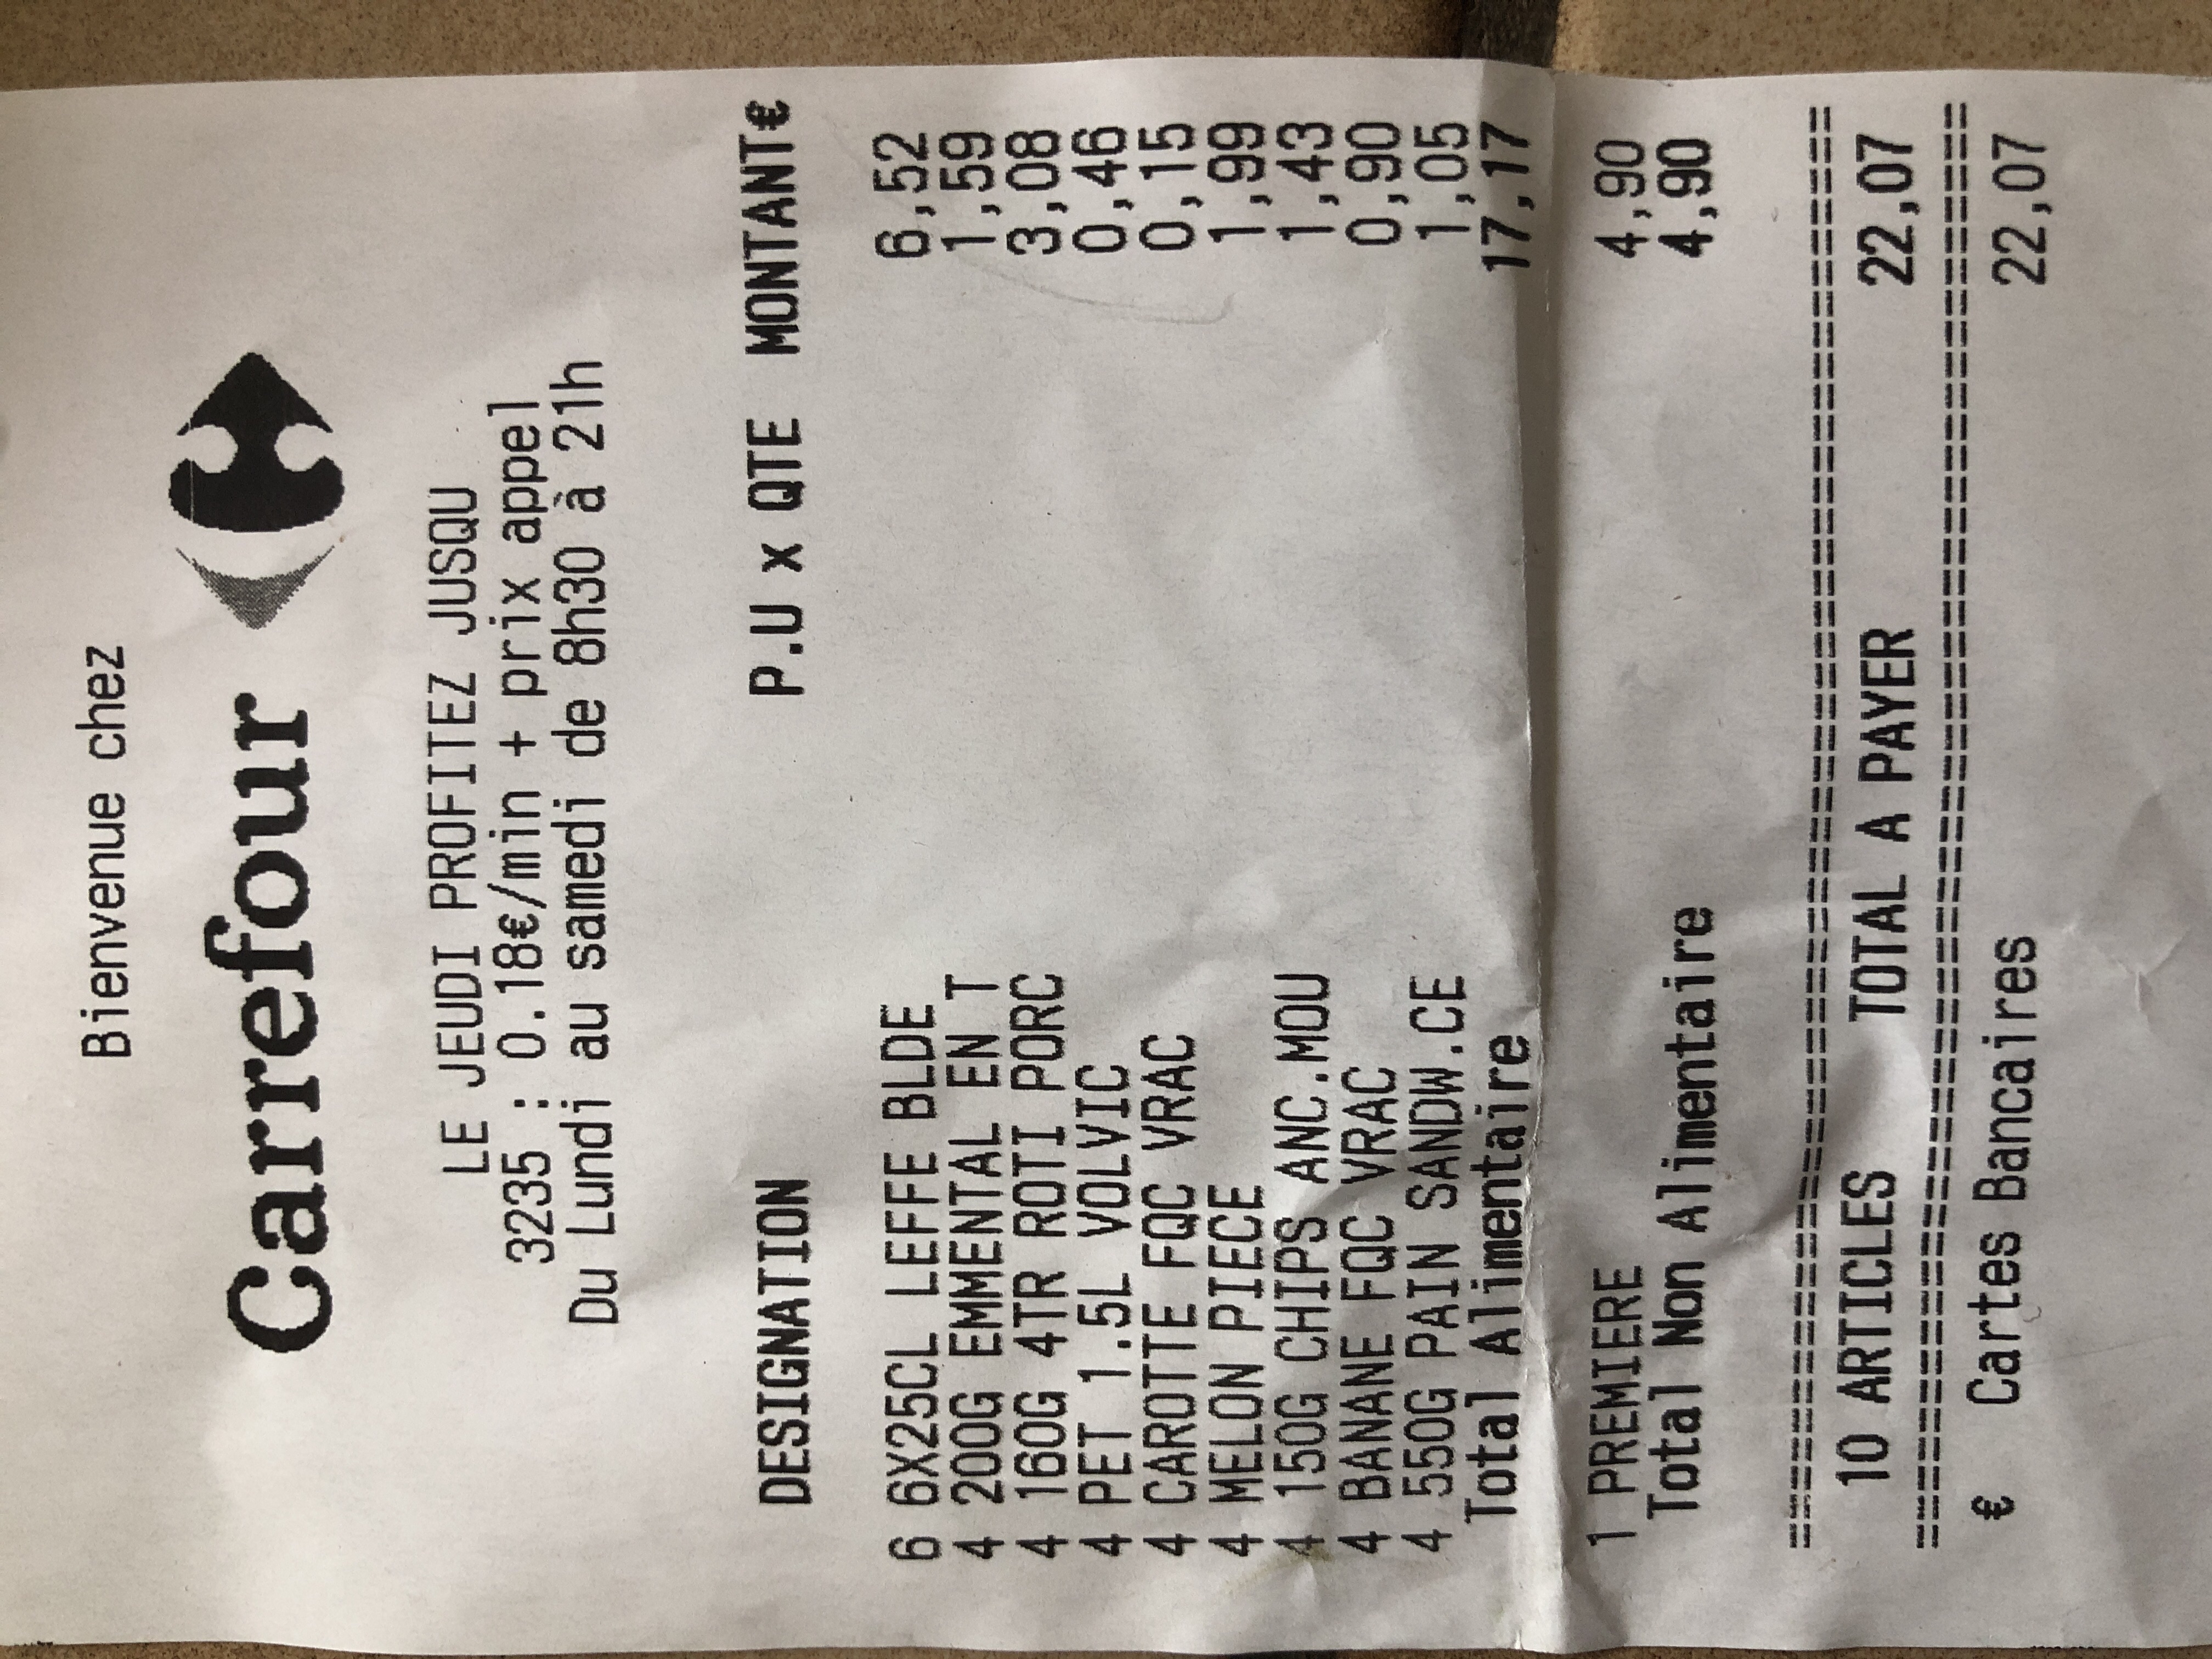 Bienvenue chez
Carrefour
LE JEUDI PROFITEZ JUSQU
3235 : 0.18€/min + prix appel
Du Lundi au samedi de 8h30 à 21h
DESIGNATION P.U x QTE MONTANT€
6 6X25CL LEFFE BLDE 6,52
4 200G EMMENTAL EN T 1,59
4 160G 4TR ROTI PORC 3,08
4 PET 1.5L VOLVIC 0,46
4 CAROTTE FQC VRAC 0,15
4 MELON PIECE 1,99
4 150G CHIPS ANC.MOU 1,43
4 BANANE FQC VRAC 0,90
4 550G PAIN SANDW.CE 1,05
Total Alimentaire 17,17
1 PREMIERE 4,90
Total Non Alimentaire 4,90
==================================================
10 ARTICLES TOTAL A PAYER 22,07
==================================================
€ Cartes Bancaires 22,07